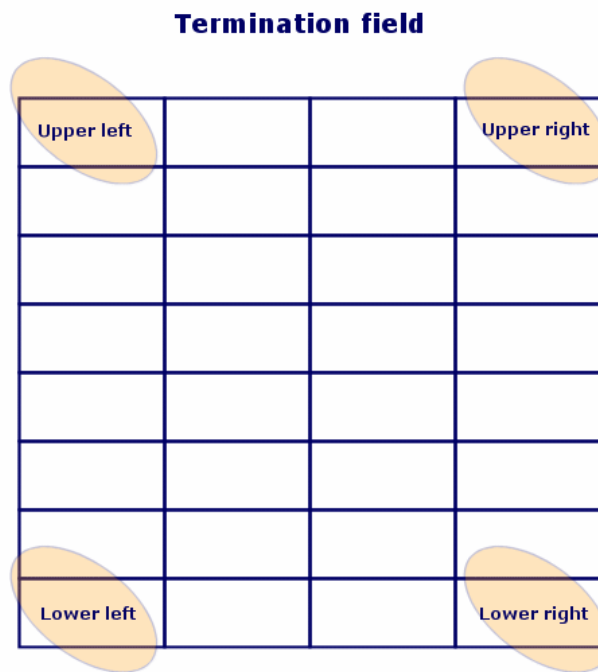 Termination field
Upper left
Upper right
Lower left
Lower right